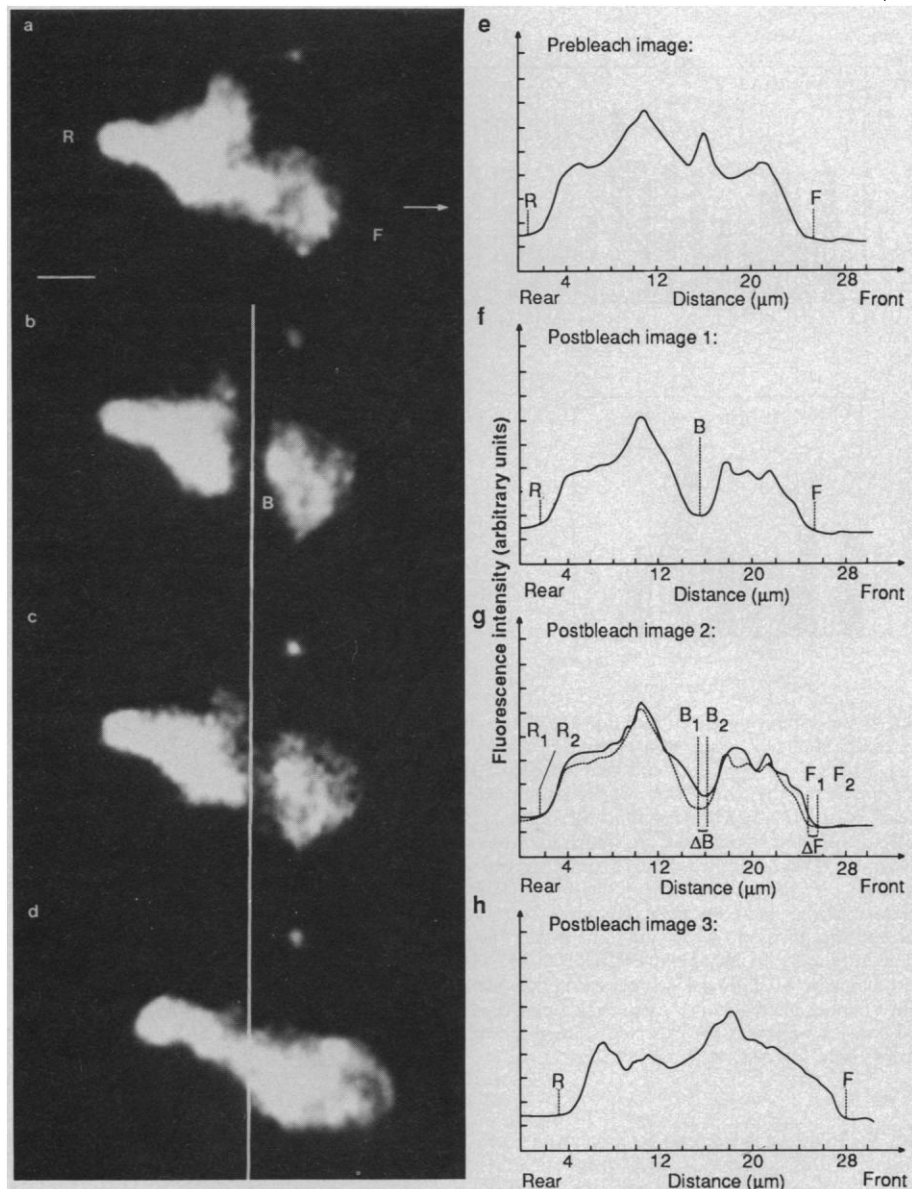 a
R
F
b
B
c
d
Fluorescence intensity (arbitrary units)
e
Prebleach image:
R
F
4 12 20 28
Rear Distance (μm) Front
f
Postbleach image 1:
R
B
F
4 12 20 28
Rear Distance (μm) Front
g
Postbleach image 2:
R1 R2
B1 B2
F1 F2
ΔB
ΔF
4 12 20 28
Rear Distance (μm) Front
h
Postbleach image 3:
R
F
4 12 20 28
Rear Distance (μm) Front